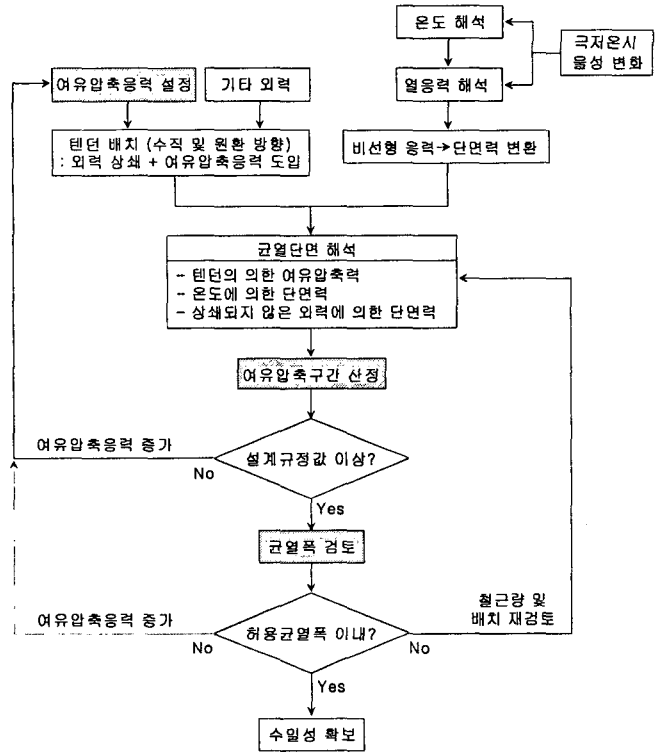 온도 해석
극저온시
물성 변화
여유압축응력 설정
기타 외력
열응력 해석
텐던 배치 (수직 및 원환 방향)
: 외력 상쇄 + 여유압축응력 도입
비선형 응력→단면력 변환
균열단면 해석
- 텐던의 의한 여유압축력
- 온도에 의한 단면력
- 상쇄되지 않은 외력에 의한 단면력
여유압축구간 산정
여유압축응력 증가
No
설계규정값 이상?
Yes
균열폭 검토
여유압축응력 증가
No
허용균열폭 이내?
No
철근량 및
배치 재검토
Yes
수밀성 확보